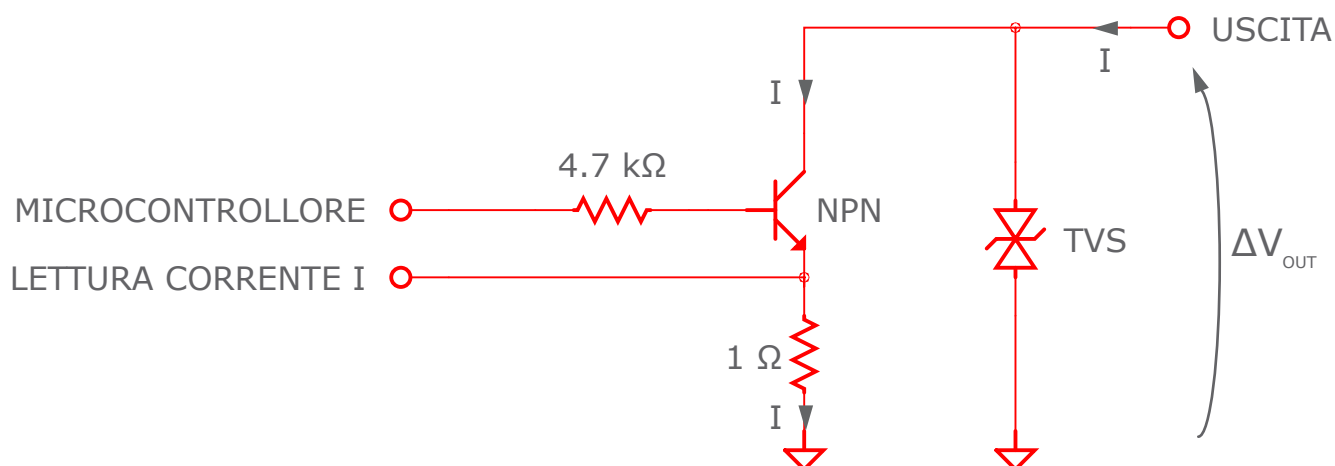 USCITA
I
I
4.7 kΩ
MICROCONTROLLORE
NPN
TVS
ΔV OUT
LETTURA CORRENTE I
1 Ω
I